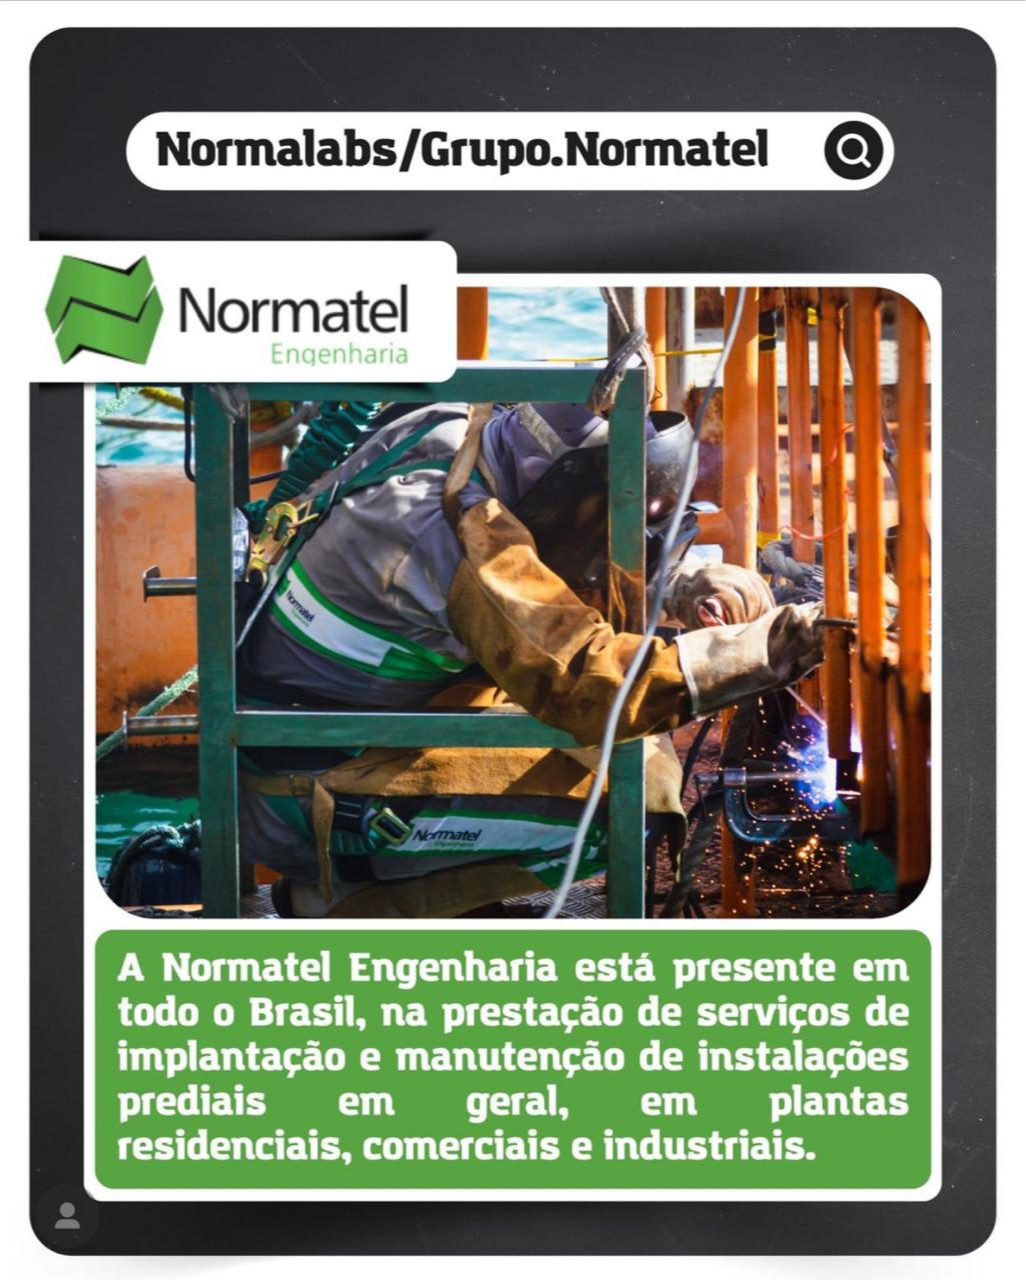 Normalabs/Grupo.Normatel
Normatel
Engenharia
Normatel
Normatel
Engenharia
A Normatel Engenharia está presente em
todo o Brasil, na prestação de serviços de
implantação e manutenção de instalações
prediais em geral, em plantas
residenciais, comerciais e industriais.